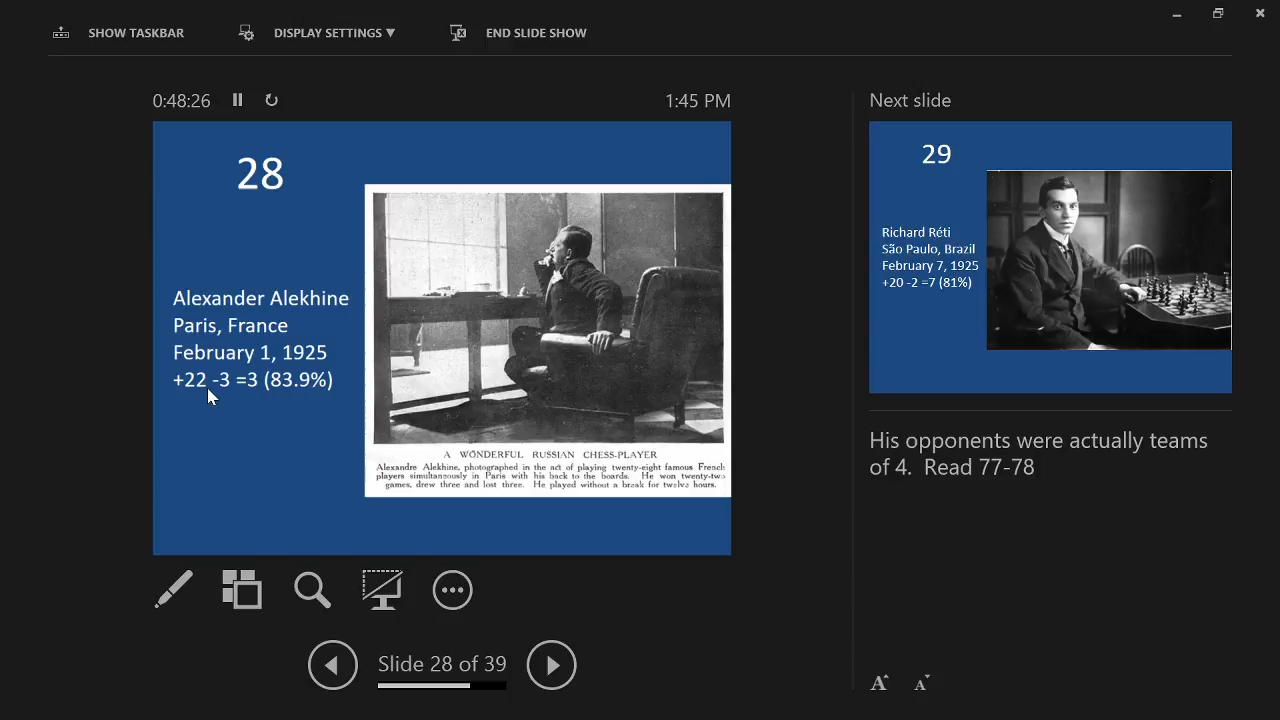 SHOW TASKBAR
DISPLAY SETTINGS ▼
END SLIDE SHOW
0:48:26
1:45 PM
28
Alexander Alekhine
Paris, France
February 1, 1925
+22 -3 =3 (83.9%)
A WONDERFUL RUSSIAN CHESS-PLAYER
Alexandre Alekhine, photographed in the act of playing twenty-eight famous French
players simultaneously in Paris with his back to the boards. He won twenty-two
games, drew three and lost three. He played without a break for twelve hours.
Next slide
29
Richard Réti
São Paulo, Brazil
February 7, 1925
+20 -2 =7 (81%)
His opponents were actually teams
of 4. Read 77-78
Slide 28 of 39
A
A